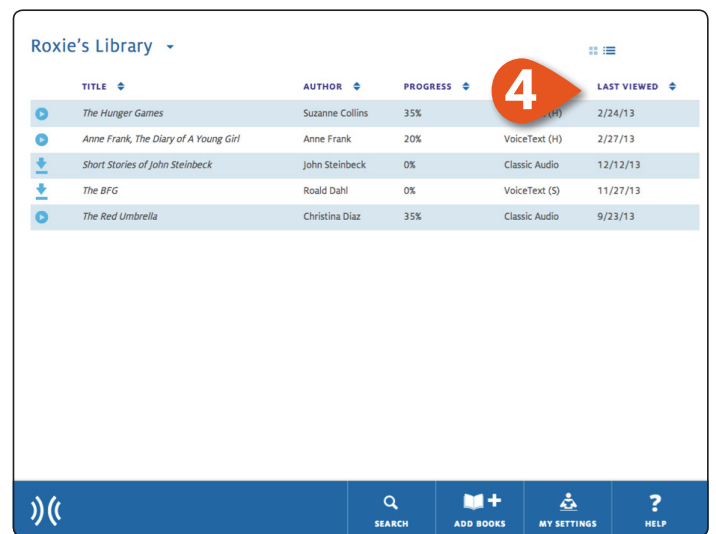 Roxie's Library
TITLE AUTHOR PROGRESS LAST VIEWED
4
The Hunger Games Suzanne Collins 35% (H) 2/24/13
Anne Frank, The Diary of A Young Girl Anne Frank 20% VoiceText (H) 2/27/13
Short Stories of John Steinbeck John Steinbeck 0% Classic Audio 12/12/13
The BFG Roald Dahl 0% VoiceText (S) 11/27/13
The Red Umbrella Christina Diaz 35% Classic Audio 9/23/13
SEARCH ADD BOOKS MY SETTINGS HELP